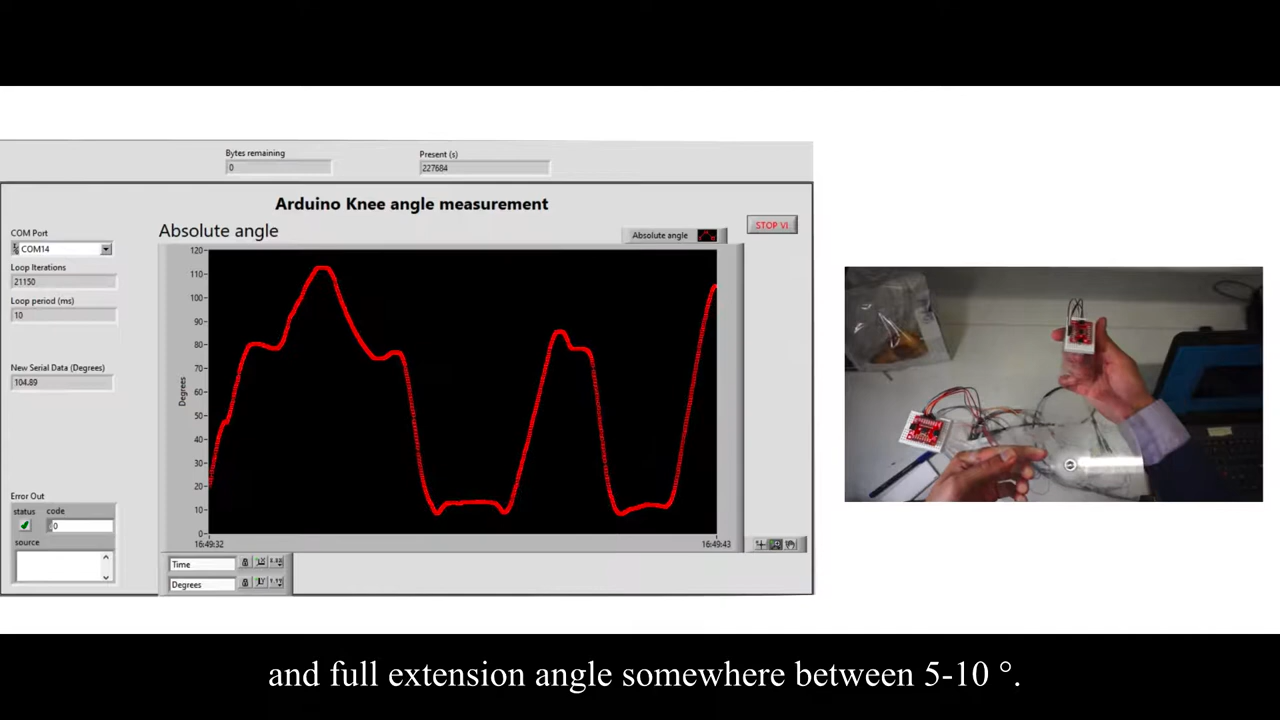 Bytes remaining
0
Present (s)
227684
Arduino Knee angle measurement
STOP VI
COM Port
COM14
Loop Iterations
21150
Loop period (ms)
10
New Serial Data (Degrees)
104.89
Error Out
status
code
0
source
Absolute angle
Absolute angle
Degrees
120
110
100
90
80
70
60
50
40
30
20
10
0
16:49:32
16:49:43
Time
Degrees
and full extension angle somewhere between 5-10 °.